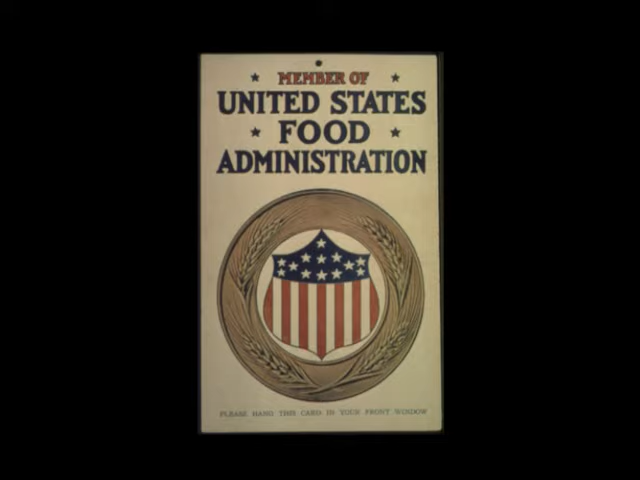 MEMBER OF
UNITED STATES
FOOD
ADMINISTRATION
PLEASE HANG THIS CARD IN YOUR FRONT WINDOW